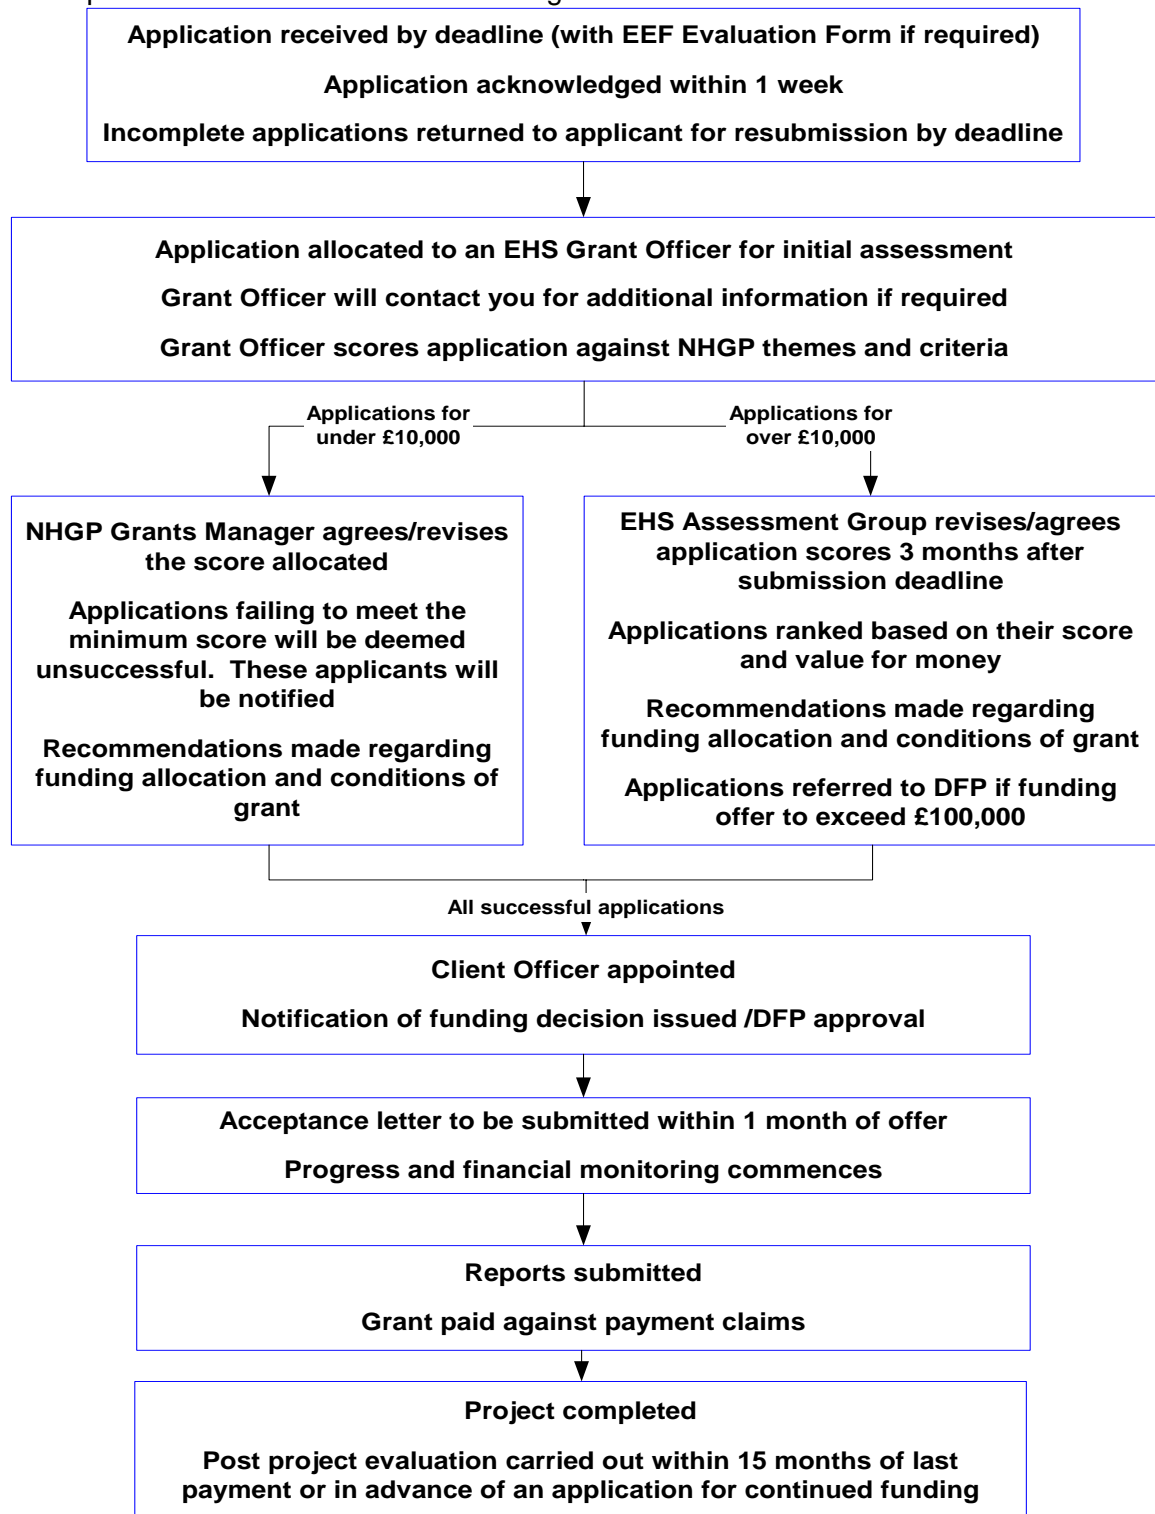 Application received by deadline (with EEF Evaluation Form if required)
Application acknowledged within 1 week
Incomplete applications returned to applicant for resubmission by deadline
Application allocated to an EHS Grant Officer for initial assessment
Grant Officer will contact you for additional information if required
Grant Officer scores application against NHGP themes and criteria
Applications for
under £10,000
Applications for
over £10,000
NHGP Grants Manager agrees/revises
the score allocated
Applications failing to meet the
minimum score will be deemed
unsuccessful.  These applicants will
be notified
Recommendations made regarding
funding allocation and conditions of
grant
EHS Assessment Group revises/agrees
application scores 3 months after
submission deadline
Applications ranked based on their score
and value for money
Recommendations made regarding
funding allocation and conditions of grant
Applications referred to DFP if funding
offer to exceed £100,000
All successful applications
Client Officer appointed
Notification of funding decision issued /DFP approval
Acceptance letter to be submitted within 1 month of offer
Progress and financial monitoring commences
Reports submitted
Grant paid against payment claims
Project completed
Post project evaluation carried out within 15 months of last
payment or in advance of an application for continued funding